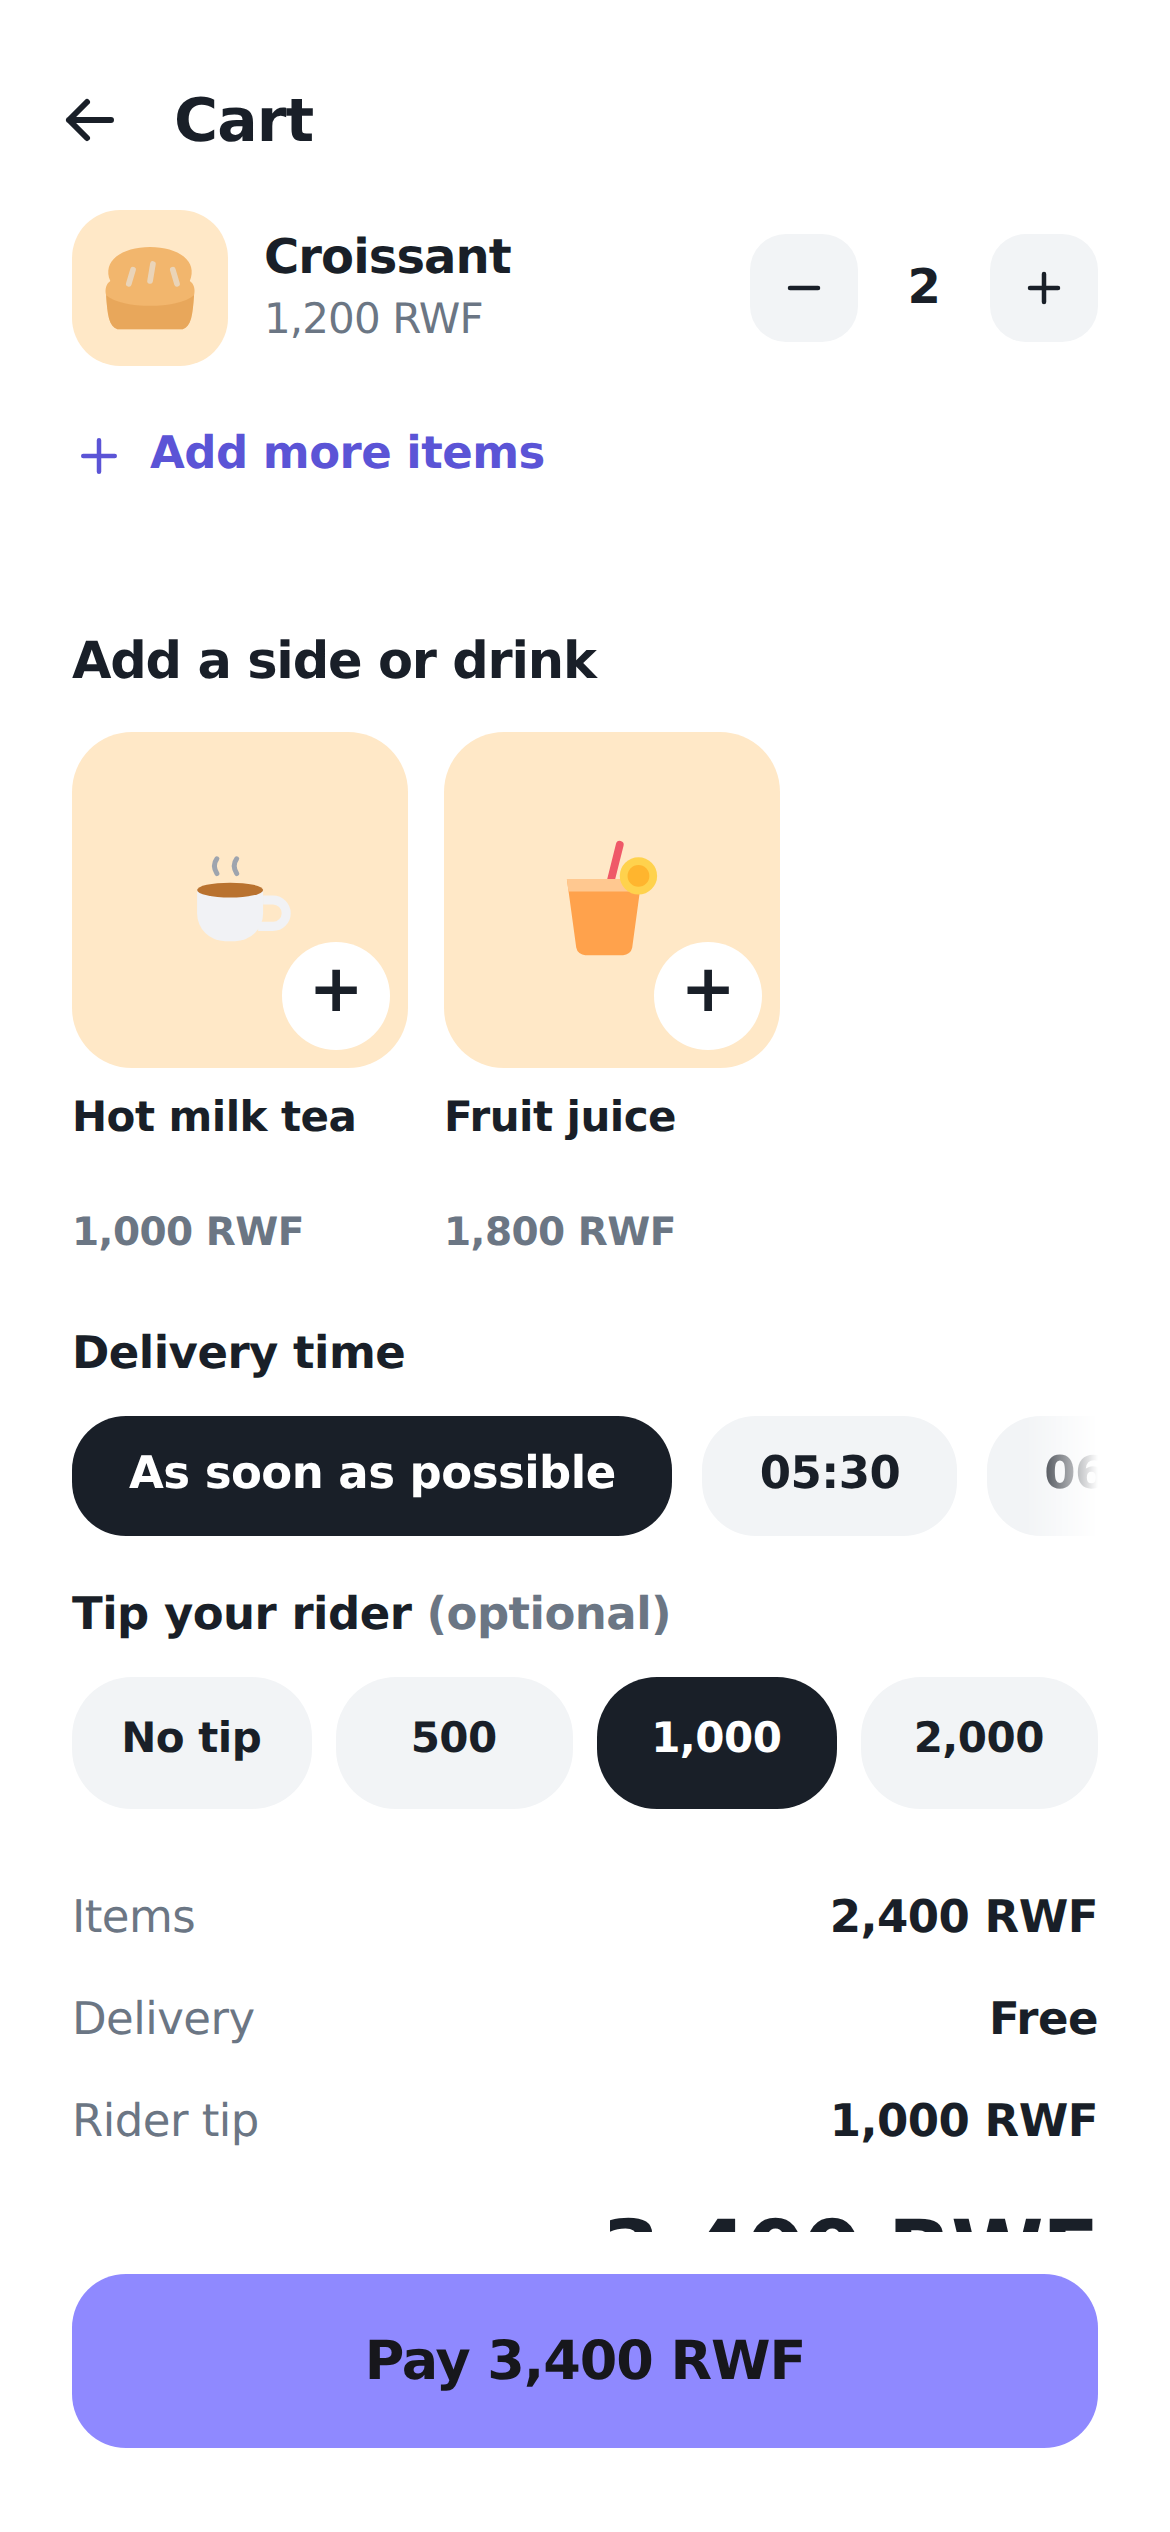 Cart
Croissant
1,200 RWF
2
Add more items
Add a side or drink
Hot milk tea
Fruit juice
1,000 RWF
1,800 RWF
Delivery time
As soon as possible
05:30
Tip your rider (optional)
No tip
500
1,000
2,000
Items
2,400 RWF
Delivery
Free
Rider tip
1,000 RWF
Pay 3,400 RWF